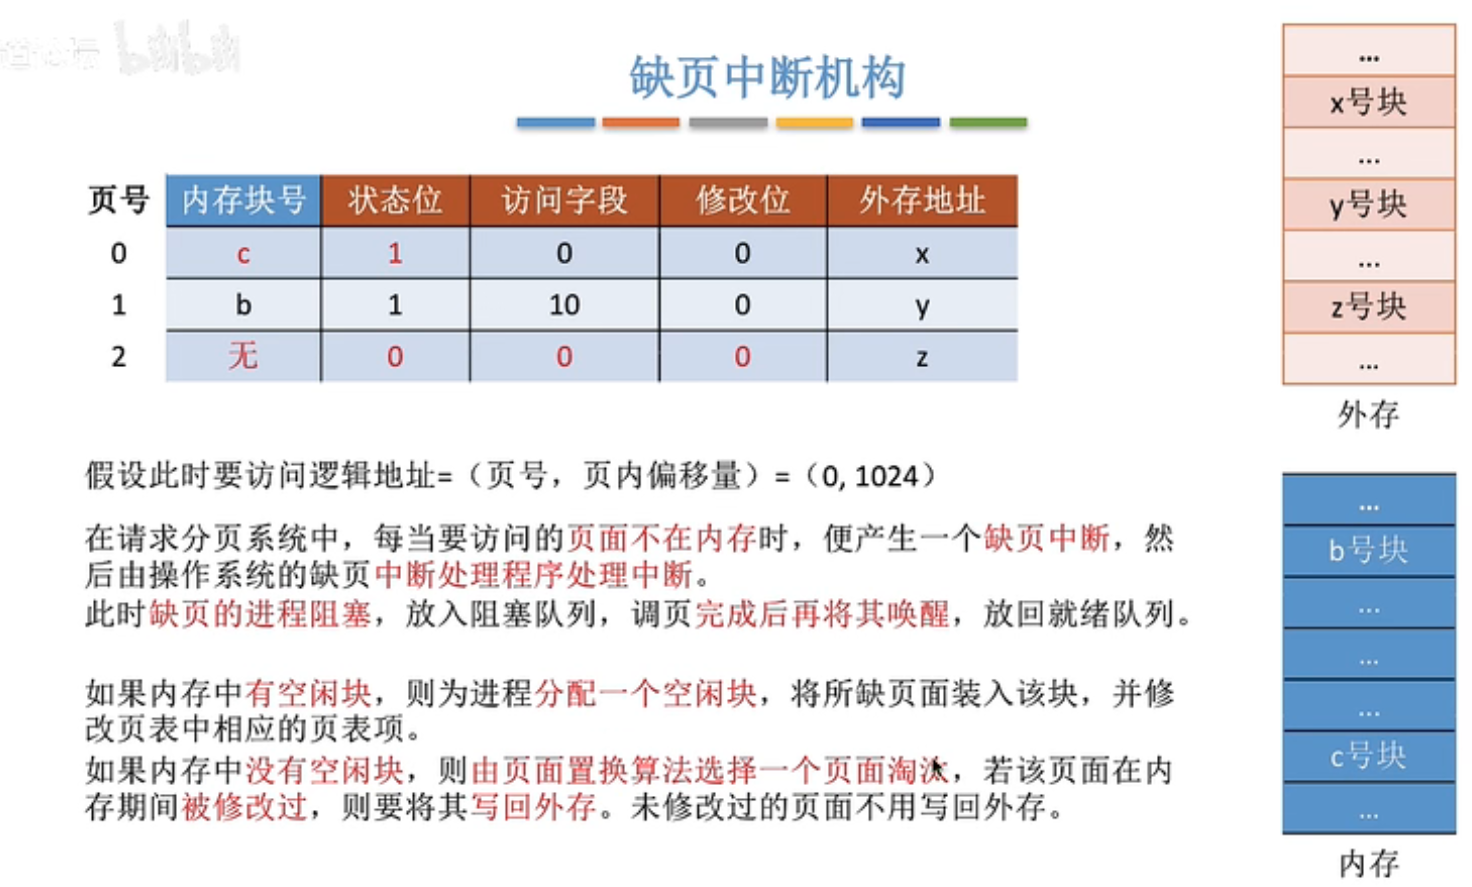 bilibili
缺页中断机构
页号 内存块号 状态位 访问字段 修改位 外存地址
0 c 1 0 0 x
1 b 1 10 0 y
2 无 0 0 0 z
假设此时要访问逻辑地址=（页号，页内偏移量）=（0, 1024）
在请求分页系统中，每当要访问的页面不在内存时，便产生一个缺页中断，然
后由操作系统的缺页中断处理程序处理中断。
此时缺页的进程阻塞，放入阻塞队列，调页完成后再将其唤醒，放回就绪队列。
如果内存中有空闲块，则为进程分配一个空闲块，将所缺页面装入该块，并修
改页表中相应的页表项。
如果内存中没有空闲块，则由页面置换算法选择一个页面淘汰，若该页面在内
存期间被修改过，则要将其写回外存。未修改过的页面不用写回外存。
...
x号块
...
y号块
...
z号块
...
外存
...
b号块
...
...
...
c号块
...
内存